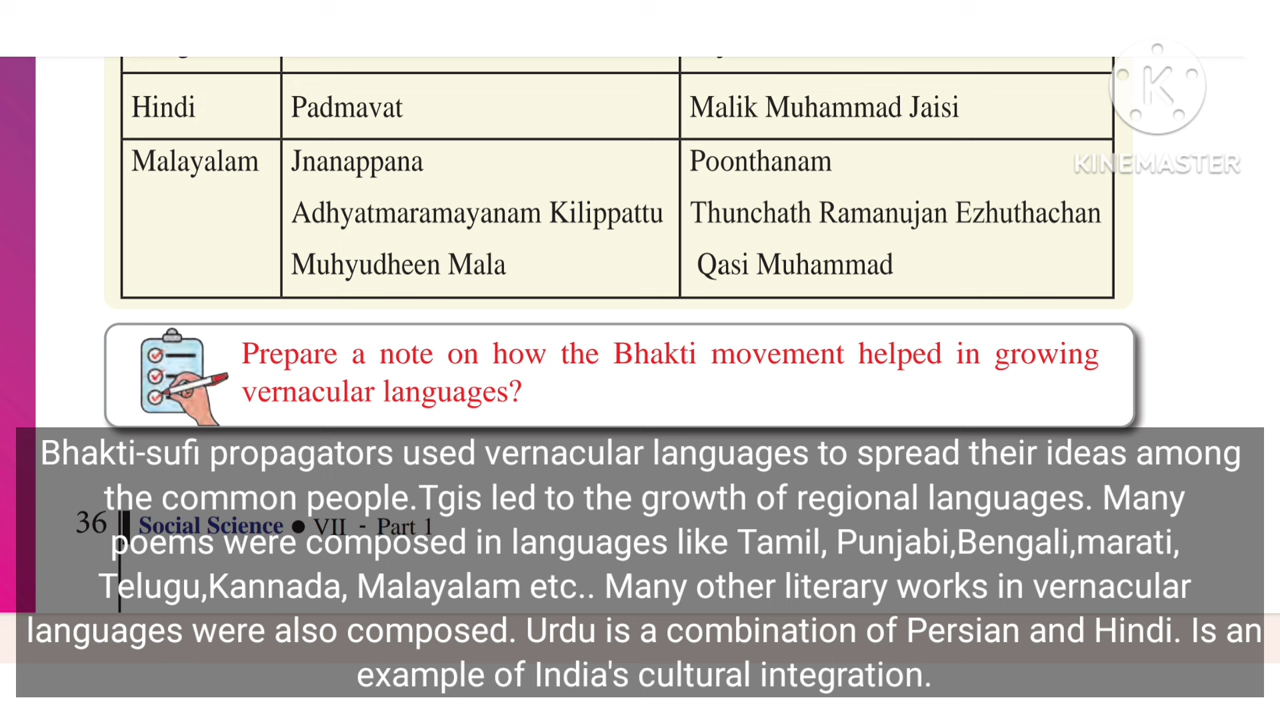 Hindi Padmavat Malik Muhammad Jaisi
Malayalam Jnanappana Poonthanam
Adhyatmaramayanam Kilippattu Thunchath Ramanujan Ezhuthachan
Muhyudheen Mala Qasi Muhammad
K
KINEMASTER
Prepare a note on how the Bhakti movement helped in growing
vernacular languages?
Bhakti-sufi propagators used vernacular languages to spread their ideas among
the common people.Tgis led to the growth of regional languages. Many
poems were composed in languages like Tamil, Punjabi,Bengali,marati,
Telugu,Kannada, Malayalam etc.. Many other literary works in vernacular
languages were also composed. Urdu is a combination of Persian and Hindi. Is an
example of India's cultural integration.
36 Social Science ● VII - Part 1